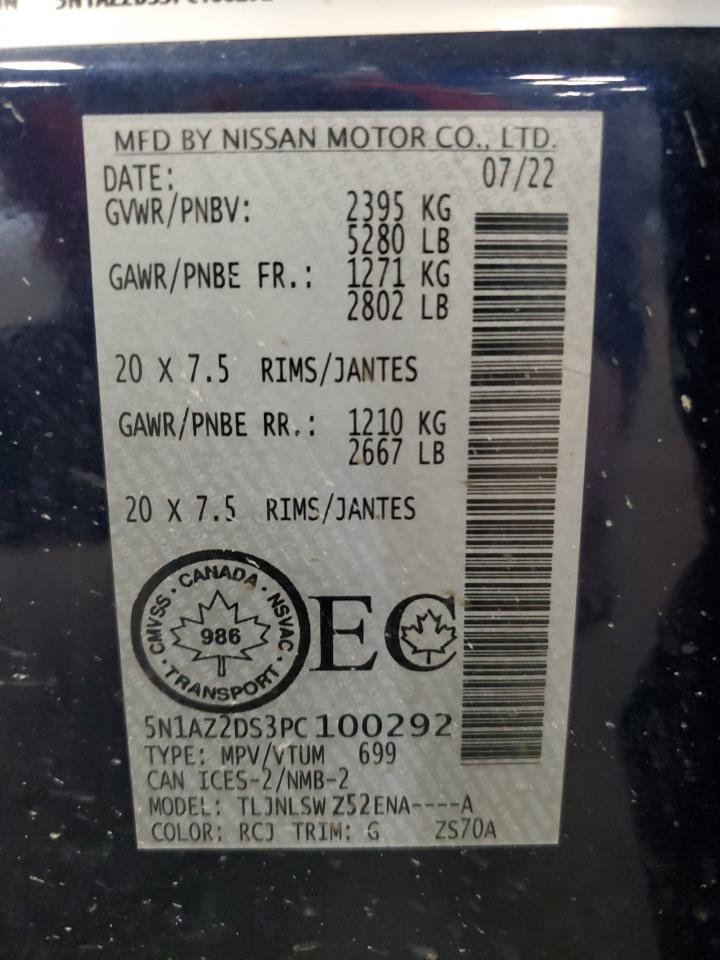 MFD BY NISSAN MOTOR CO., LTD.
DATE: 07/22
GVWR/PNBV: 2395 KG
5280 LB
GAWR/PNBE FR.: 1271 KG
2802 LB
20 X 7.5 RIMS/JANTES
GAWR/PNBE RR.: 1210 KG
2667 LB
20 X 7.5 RIMS/JANTES
CMVSS · CANADA · NSVAC · TRANSPORT ·
986
EC
5N1AZ2DS3PC100292
TYPE: MPV/VTUM 699
CAN ICES-2/NMB-2
MODEL: TLJNLSW Z52ENA----A
COLOR: RCJ TRIM: G ZS70A